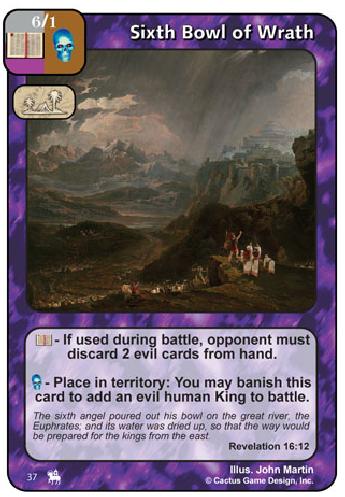 6/1
Sixth Bowl of Wrath
- If used during battle, opponent must
discard 2 evil cards from hand.
- Place in territory: You may banish this
card to add an evil human King to battle.
The sixth angel poured out his bowl on the great river, the
Euphrates; and its water was dried up, so that the way would
be prepared for the kings from the east.
Revelation 16:12
Illus. John Martin
37
© Cactus Game Design, Inc.